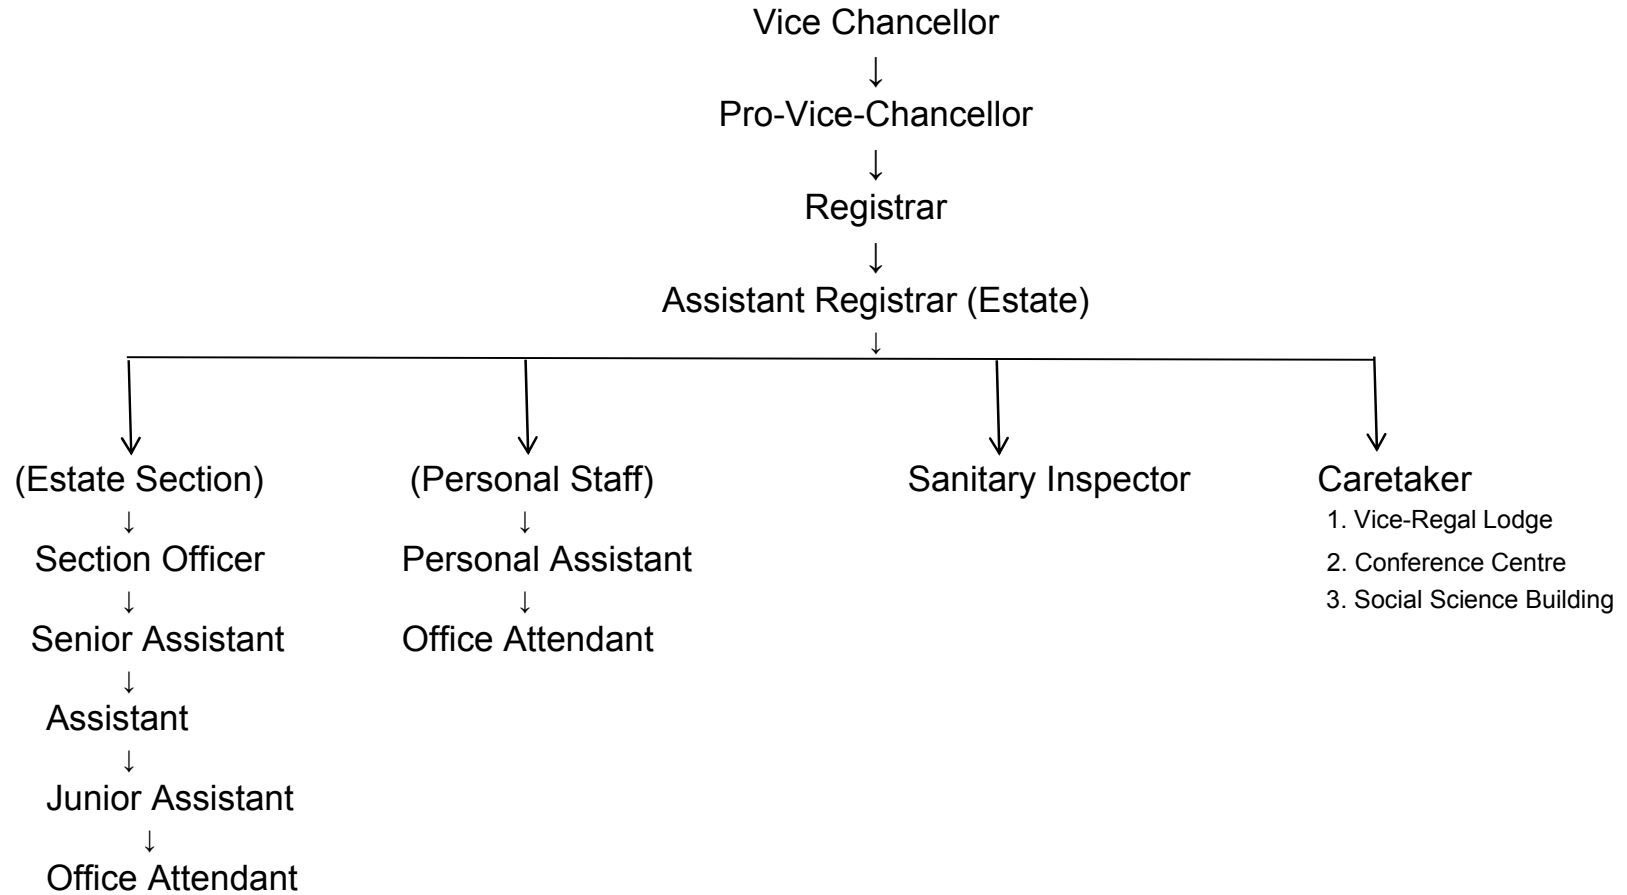 Vice Chancellor
↓
Pro-Vice-Chancellor
↓
Registrar
↓
Assistant Registrar (Estate)
↓
(Estate Section)
↓
Section Officer
↓
Senior Assistant
↓
Assistant
↓
Junior Assistant
↓
Office Attendant
(Personal Staff)
↓
Personal Assistant
↓
Office Attendant
Sanitary Inspector
Caretaker
1. Vice-Regal Lodge
2. Conference Centre
3. Social Science Building